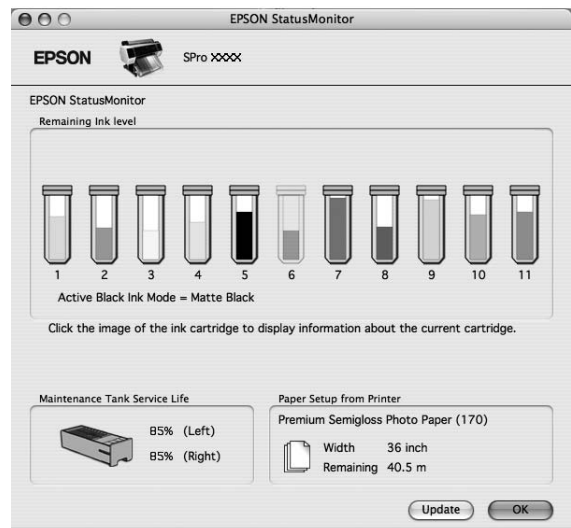 EPSON StatusMonitor
EPSON
SPro XXXX
EPSON StatusMonitor
Remaining Ink level
1 2 3 4 5 6 7 8 9 10 11
Active Black Ink Mode = Matte Black
Click the image of the ink cartridge to display information about the current cartridge.
Maintenance Tank Service Life
85% (Left)
85% (Right)
Paper Setup from Printer
Premium Semigloss Photo Paper (170)
Width 36 inch
Remaining 40.5 m
Update OK